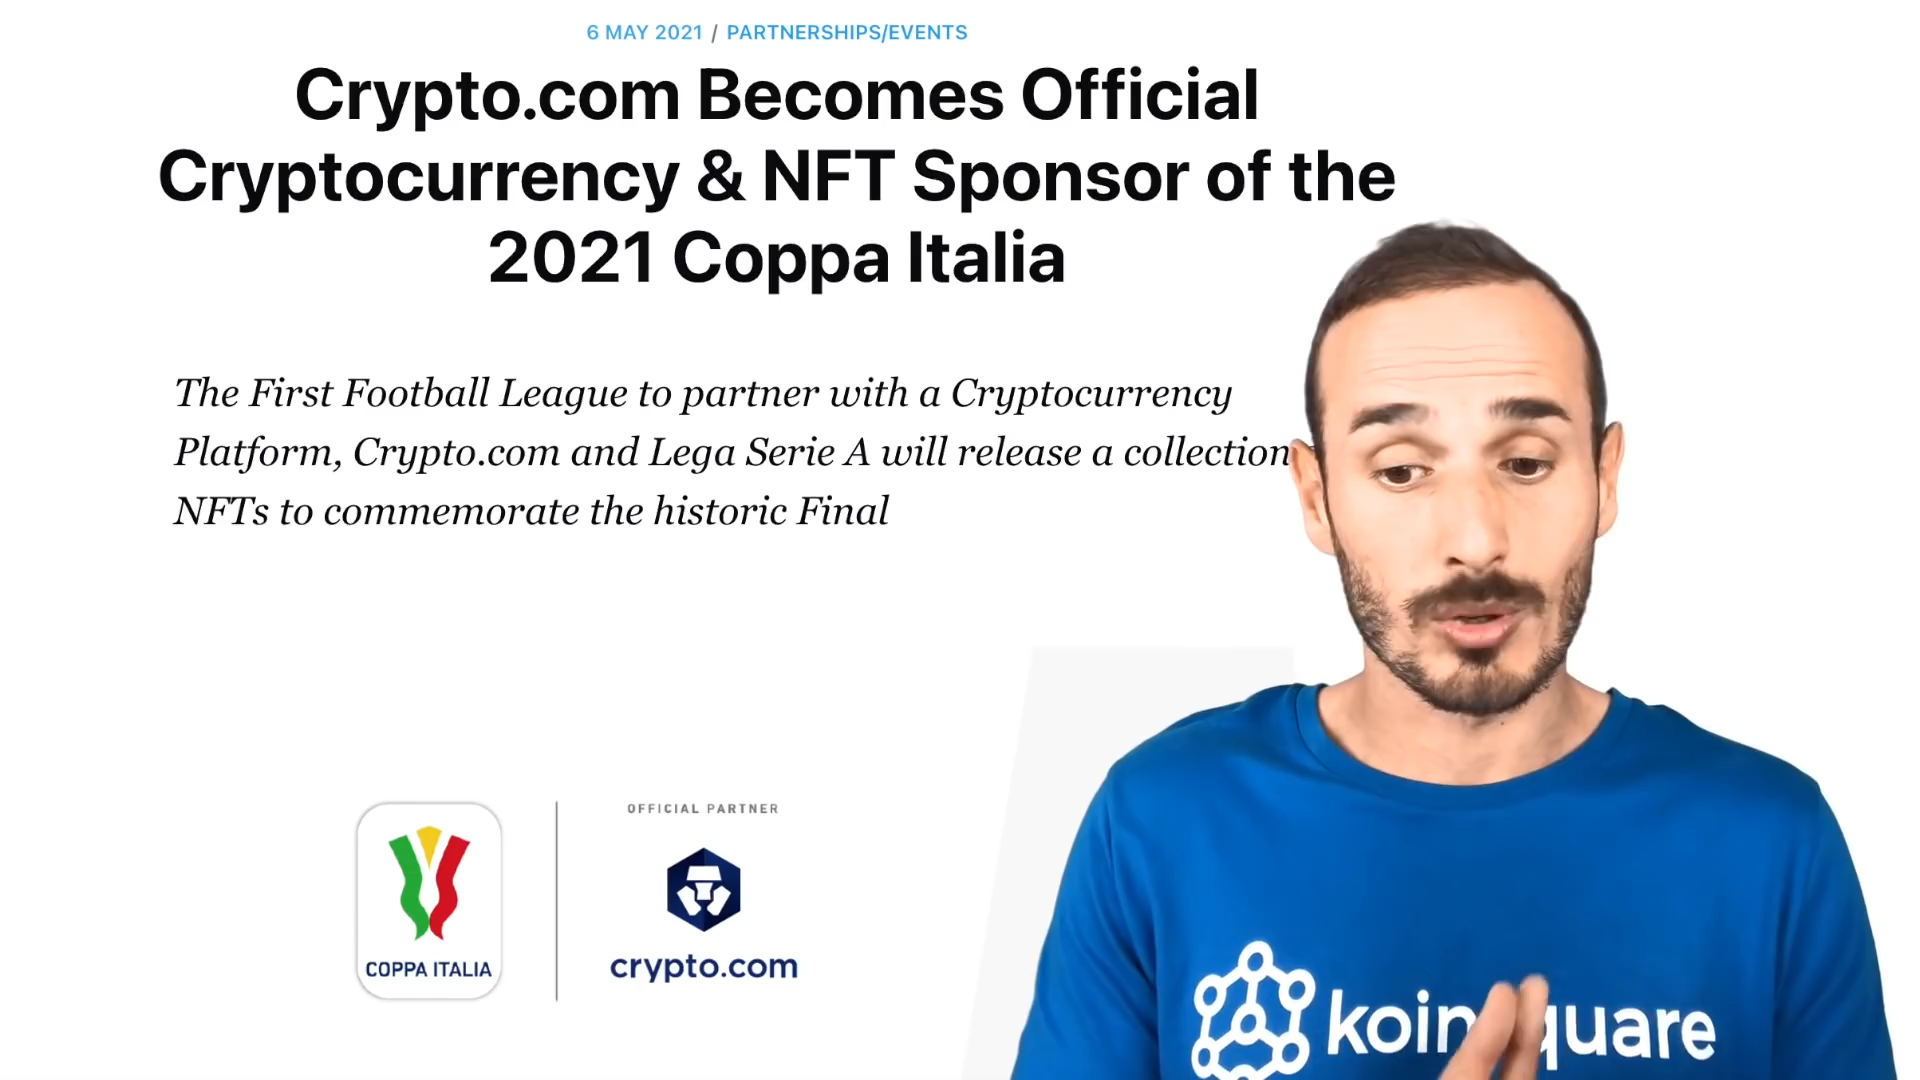 6 MAY 2021 / PARTNERSHIPS/EVENTS
Crypto.com Becomes Official
Cryptocurrency & NFT Sponsor of the
2021 Coppa Italia
The First Football League to partner with a Cryptocurrency
Platform, Crypto.com and Lega Serie A will release a collection
NFTs to commemorate the historic Final
OFFICIAL PARTNER
COPPA ITALIA
crypto.com